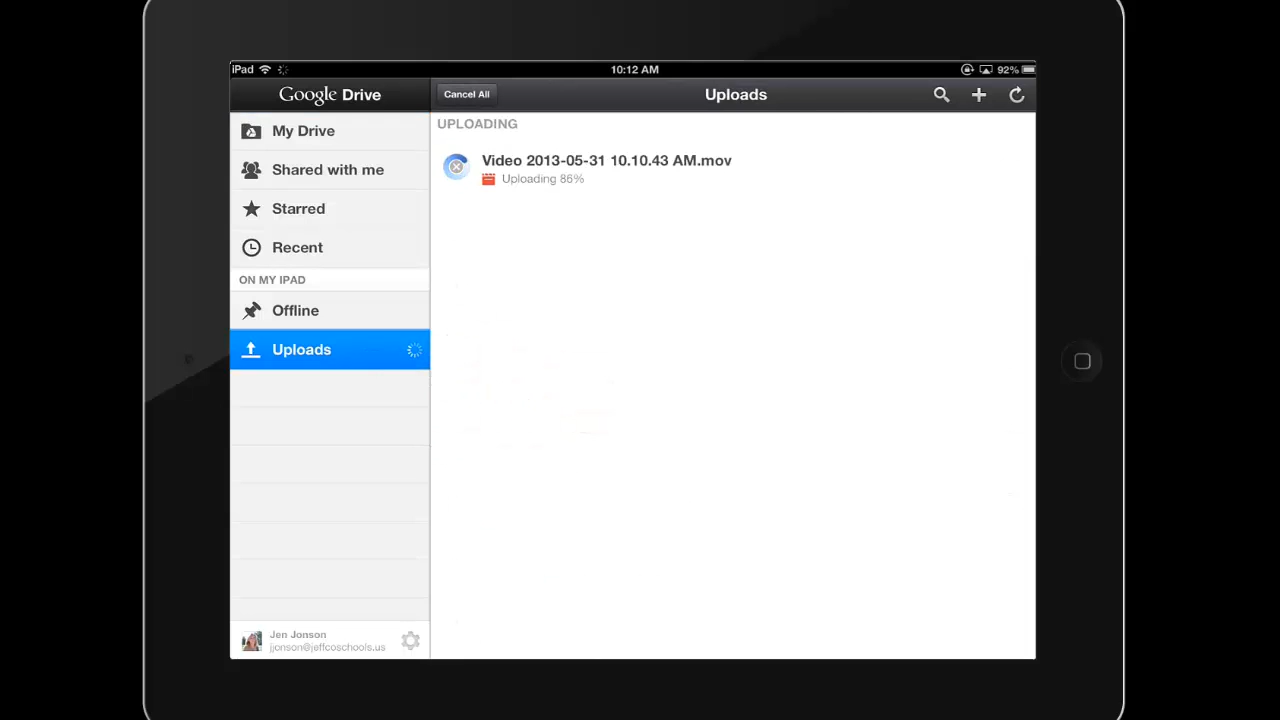 iPad 10:12 AM 92%
Google Drive
Cancel All
Uploads
My Drive
Shared with me
Starred
Recent
ON MY IPAD
Offline
Uploads
Jen Jonson
jjonson@jeffcoschools.us
UPLOADING
Video 2013-05-31 10.10.43 AM.mov
Uploading 86%